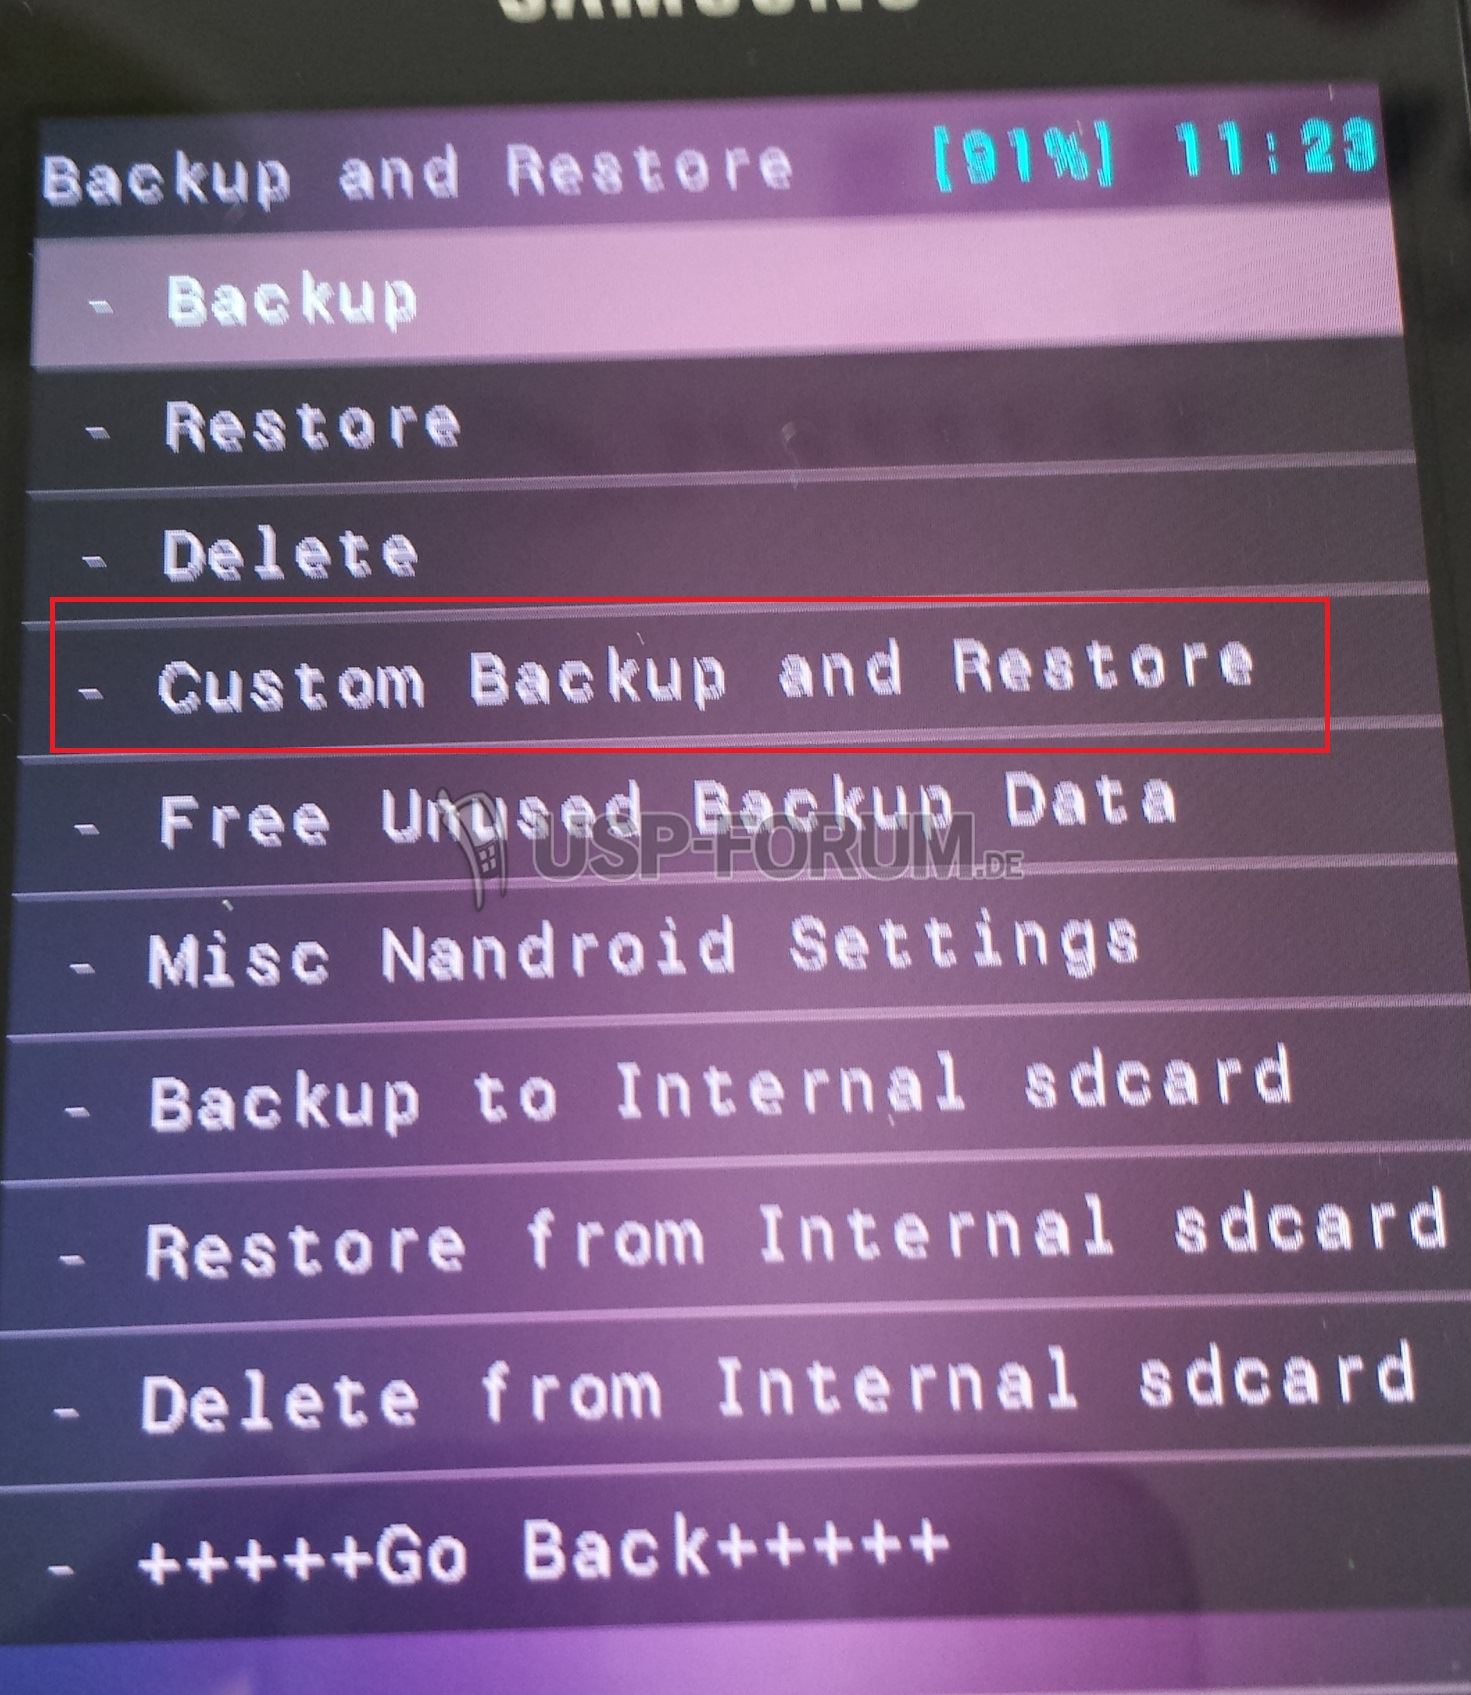 SAMSUNG
Backup and Restore [91%] 11:23
- Backup
- Restore
- Delete
- Custom Backup and Restore
- Free Unused Backup Data
USP-FORUM.DE
- Misc Nandroid Settings
- Backup to Internal sdcard
- Restore from Internal sdcard
- Delete from Internal sdcard
- +++++Go Back+++++